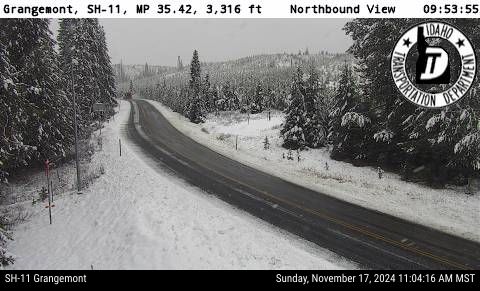 Grangemont, SH-11, MP 35.42, 3,316 ft Northbound View 09:53:55
IDAHO
TRANSPORTATION DEPARTMENT
SH-11 Grangemont Sunday, November 17, 2024 11:04:16 AM MST